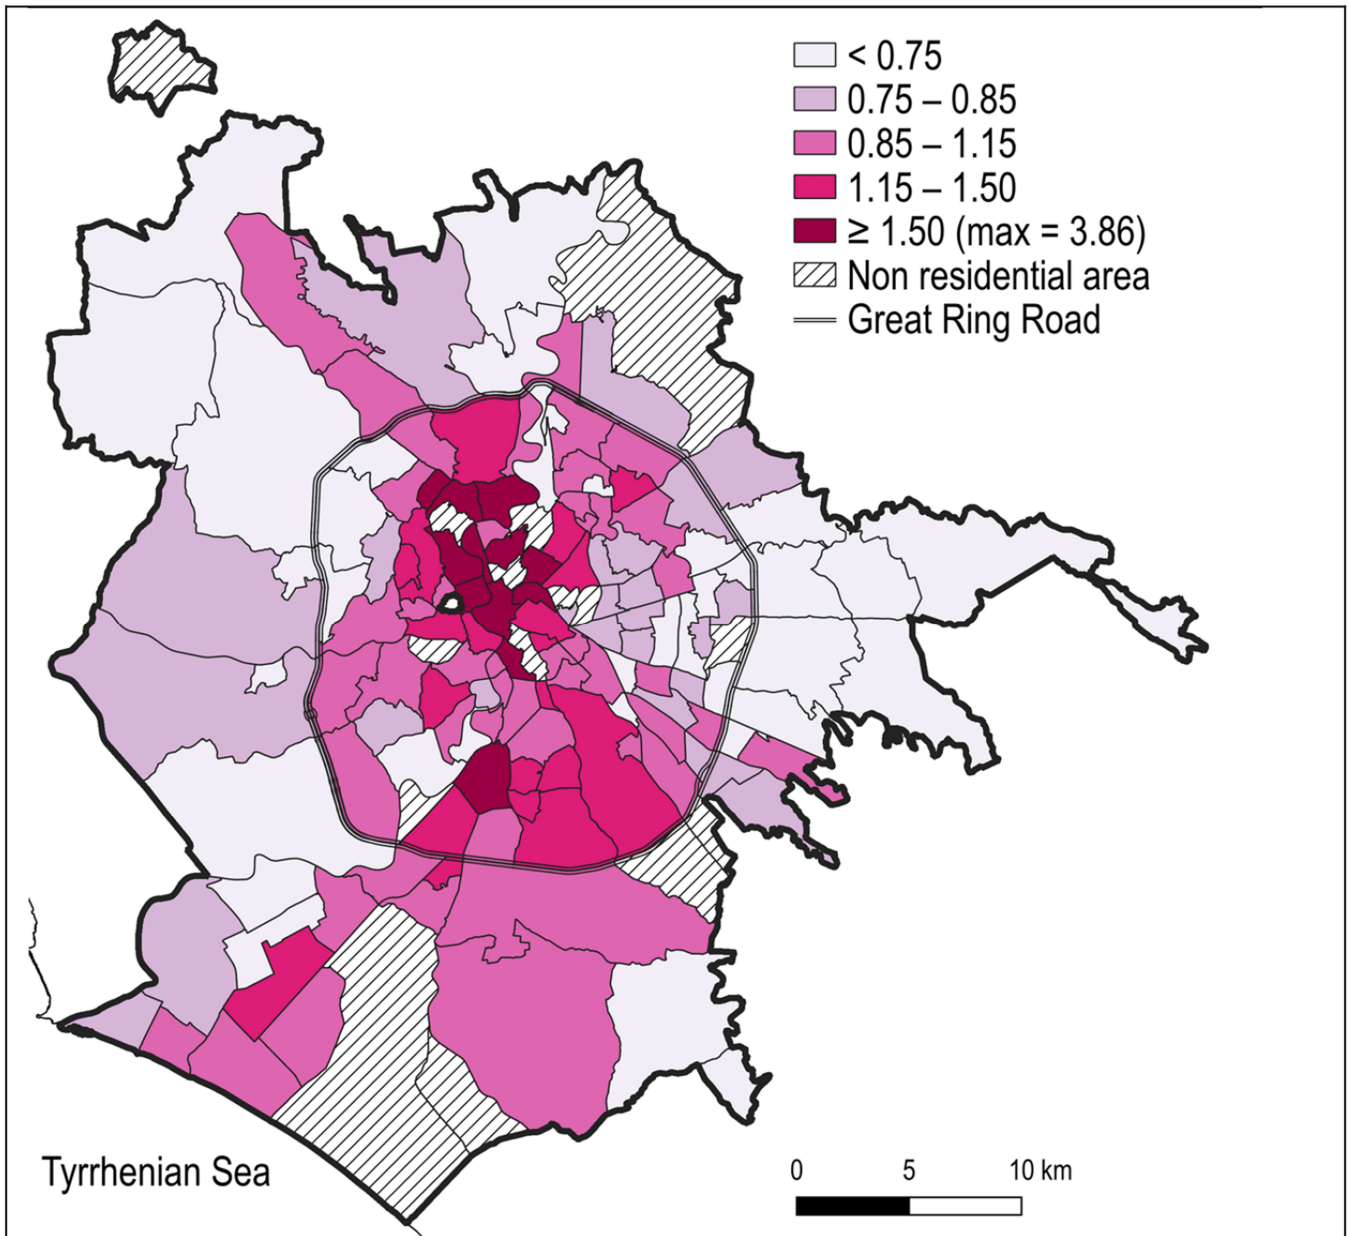 < 0.75
0.75 – 0.85
0.85 – 1.15
1.15 – 1.50
≥ 1.50 (max = 3.86)
Non residential area
Great Ring Road
Tyrrhenian Sea
0 5 10 km